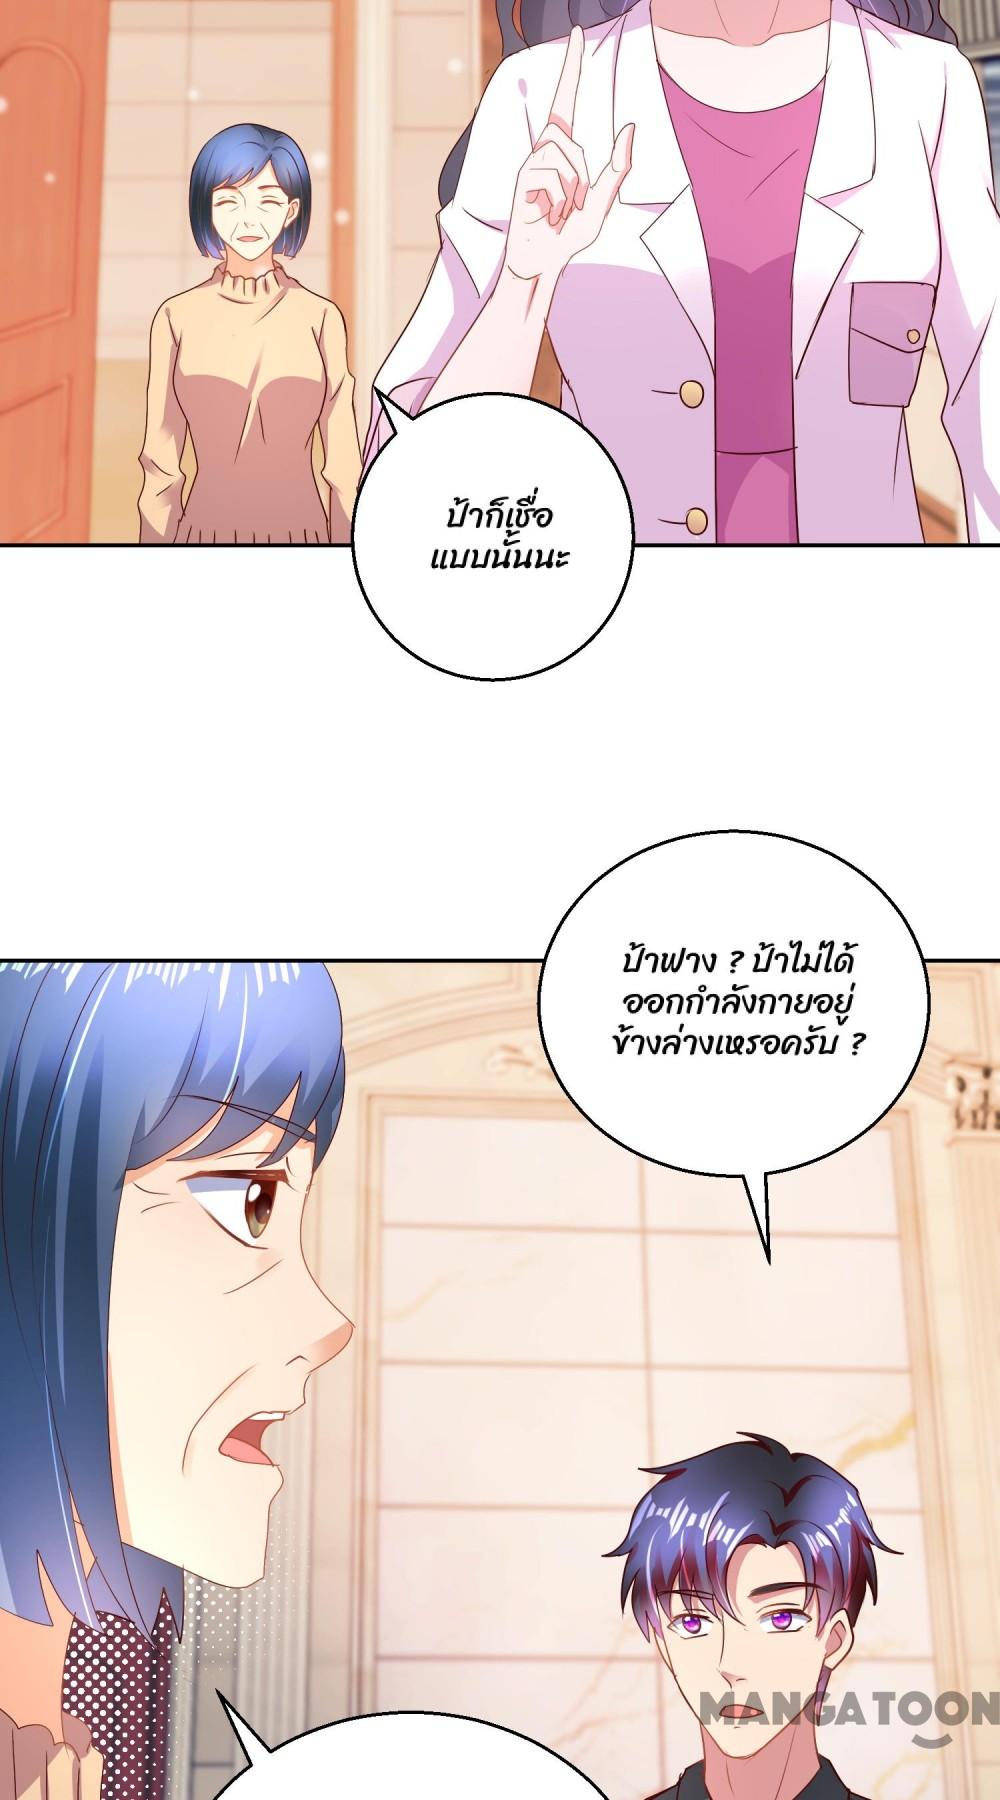 ป้าก็เชื่อ
แบบนั้นนะ
ป้าฟาง ? ป้าไม่ได้
ออกกำลังกายอยู่
ข้างล่างเหรอครับ ?
MANGATOON